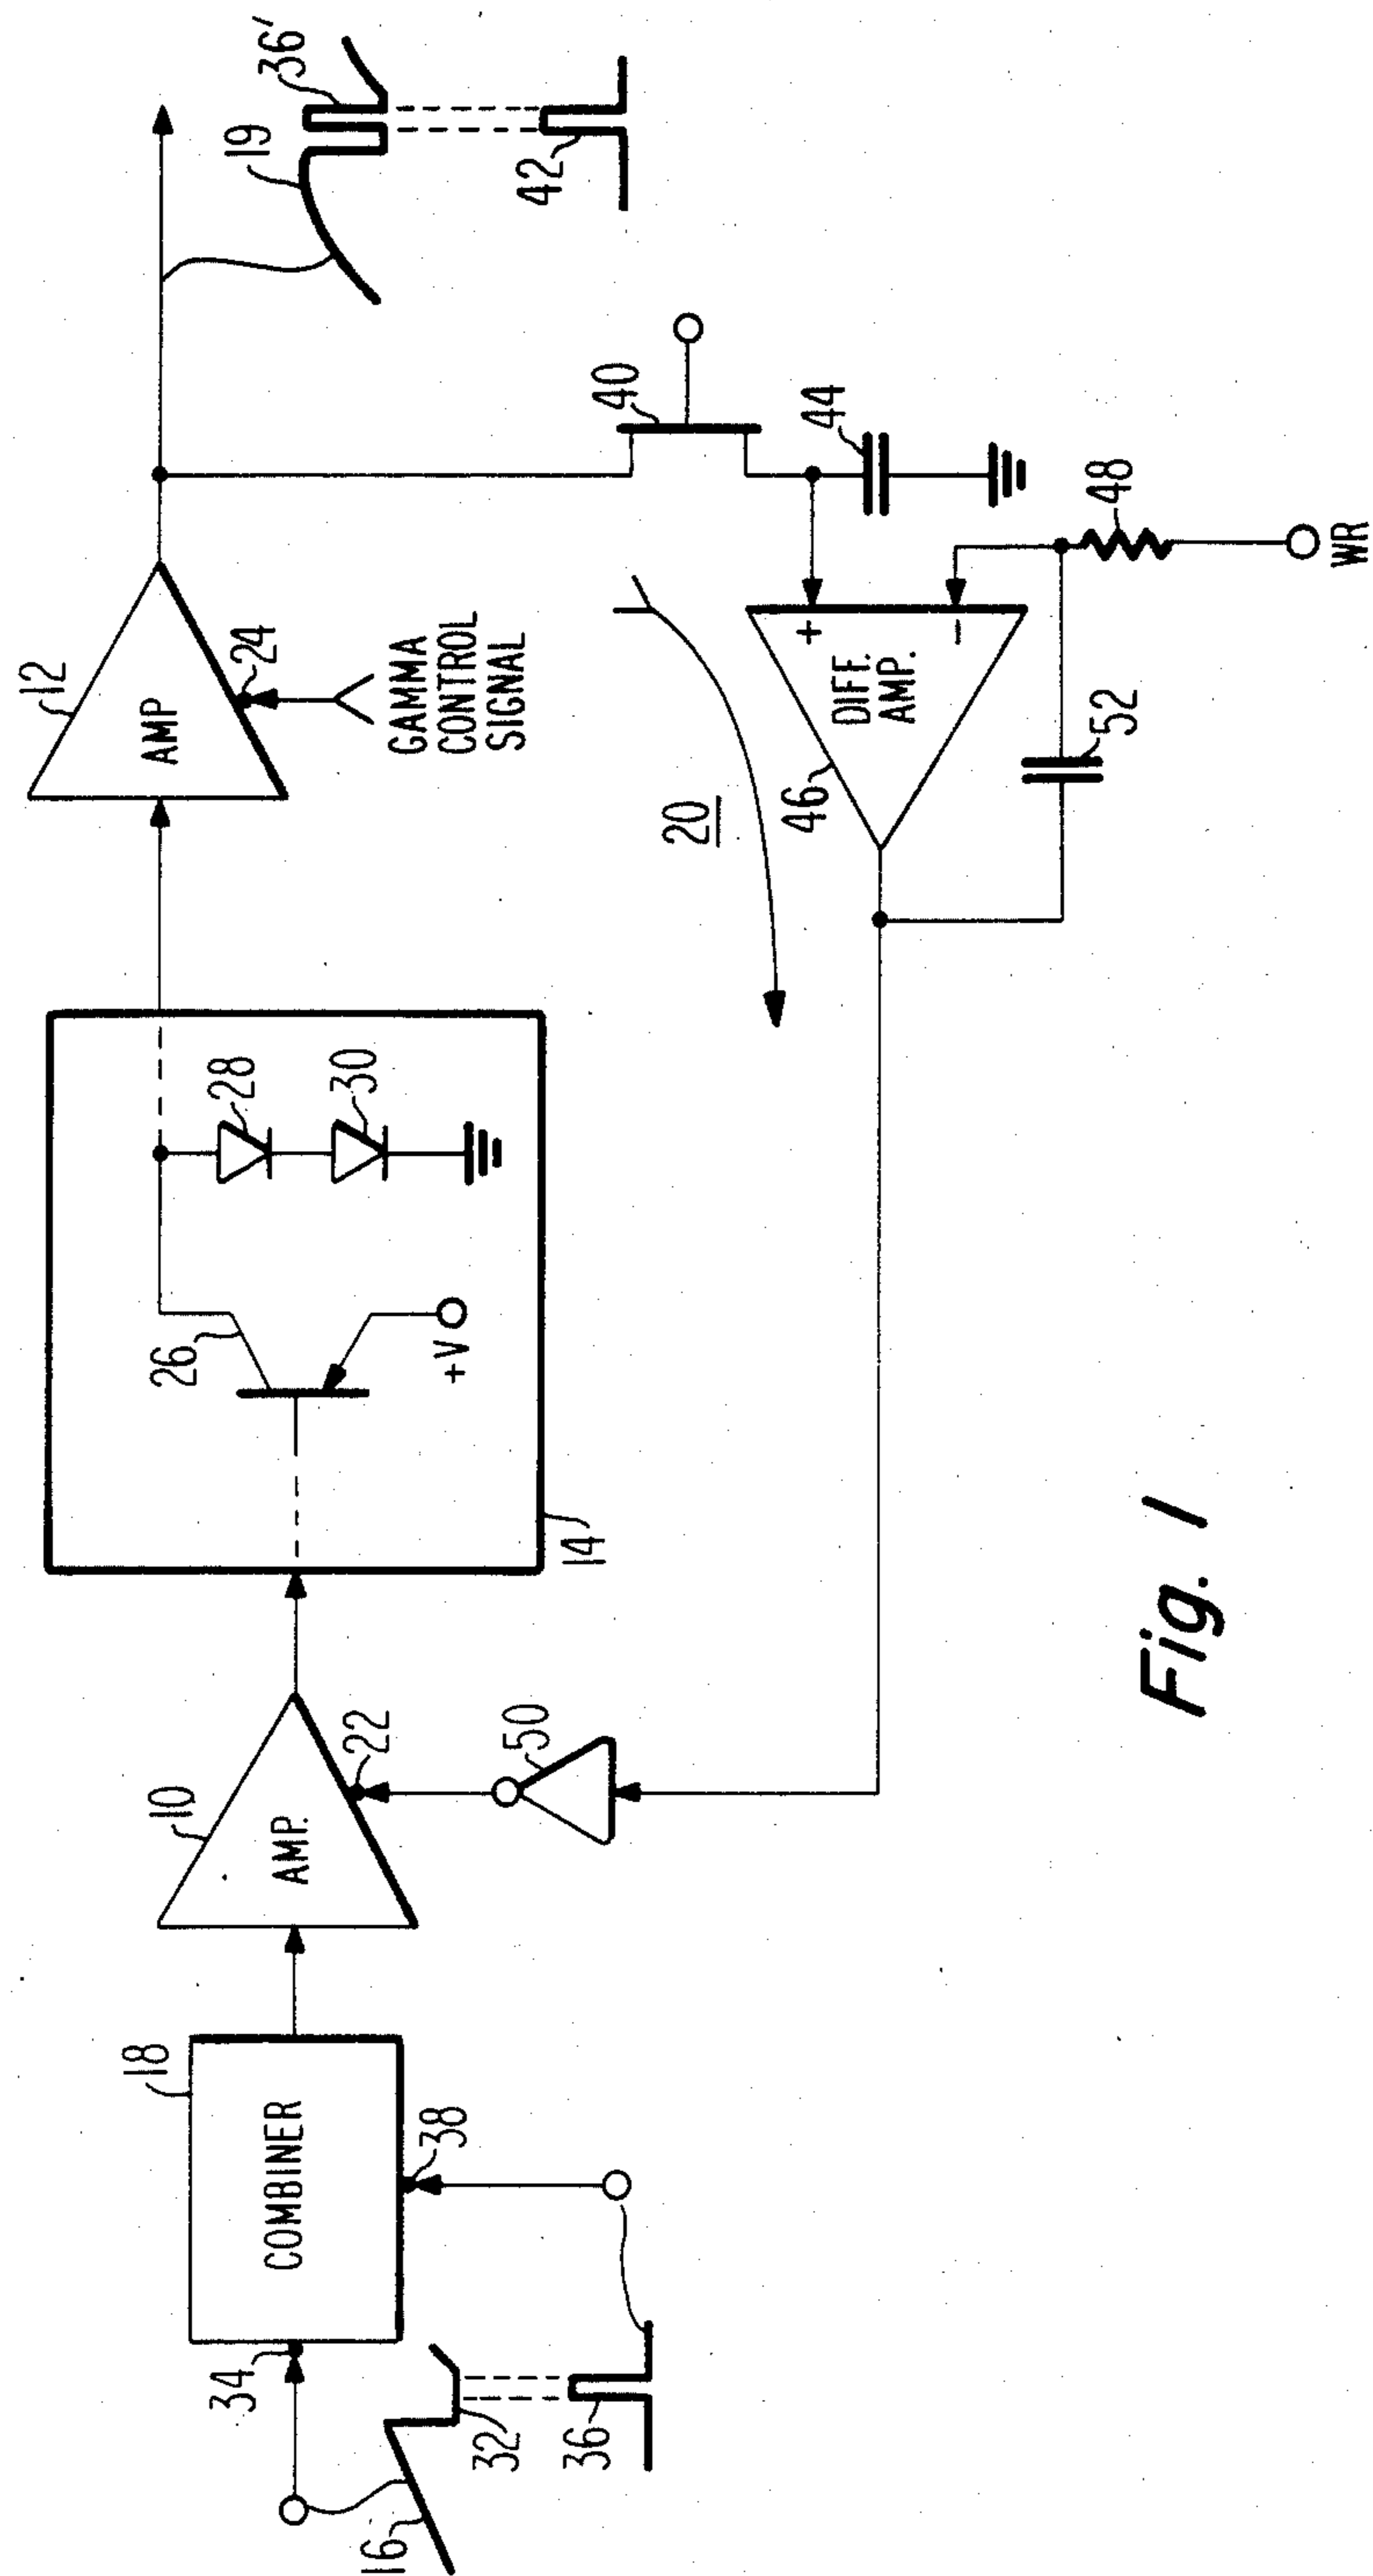 16
34
32
36
18
COMBINER
38
10
AMP.
22
50
14
26
+V
28
30
12
AMP
24
GAMMA
CONTROL
SIGNAL
19
36'
42
40
44
20
46
+
-
DIFF.
AMP.
52
48
WR
Fig. 1